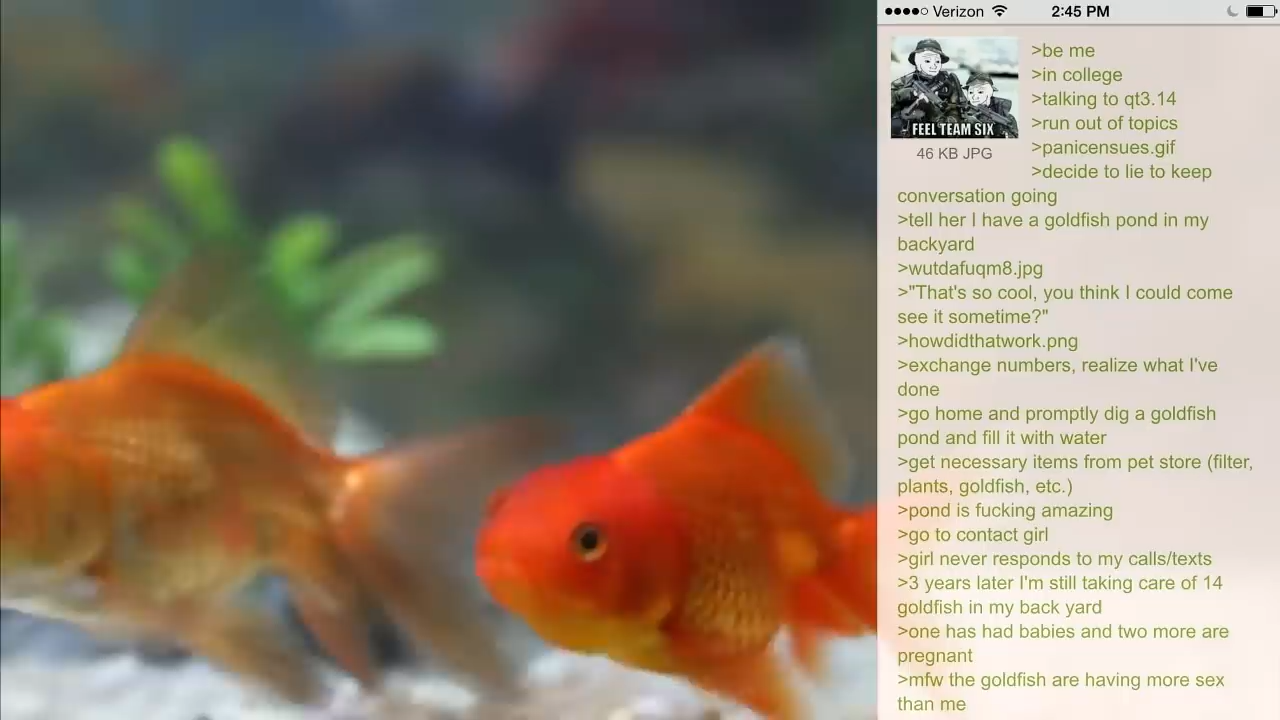 Verizon 2:45 PM
FEEL TEAM SIX
46 KB JPG
>be me
>in college
>talking to qt3.14
>run out of topics
>panicensues.gif
>decide to lie to keep
conversation going
>tell her I have a goldfish pond in my
backyard
>wutdafuqm8.jpg
>"That's so cool, you think I could come
see it sometime?"
>howdidthatwork.png
>exchange numbers, realize what I've
done
>go home and promptly dig a goldfish
pond and fill it with water
>get necessary items from pet store (filter,
plants, goldfish, etc.)
>pond is fucking amazing
>go to contact girl
>girl never responds to my calls/texts
>3 years later I'm still taking care of 14
goldfish in my back yard
>one has had babies and two more are
pregnant
>mfw the goldfish are having more sex
than me